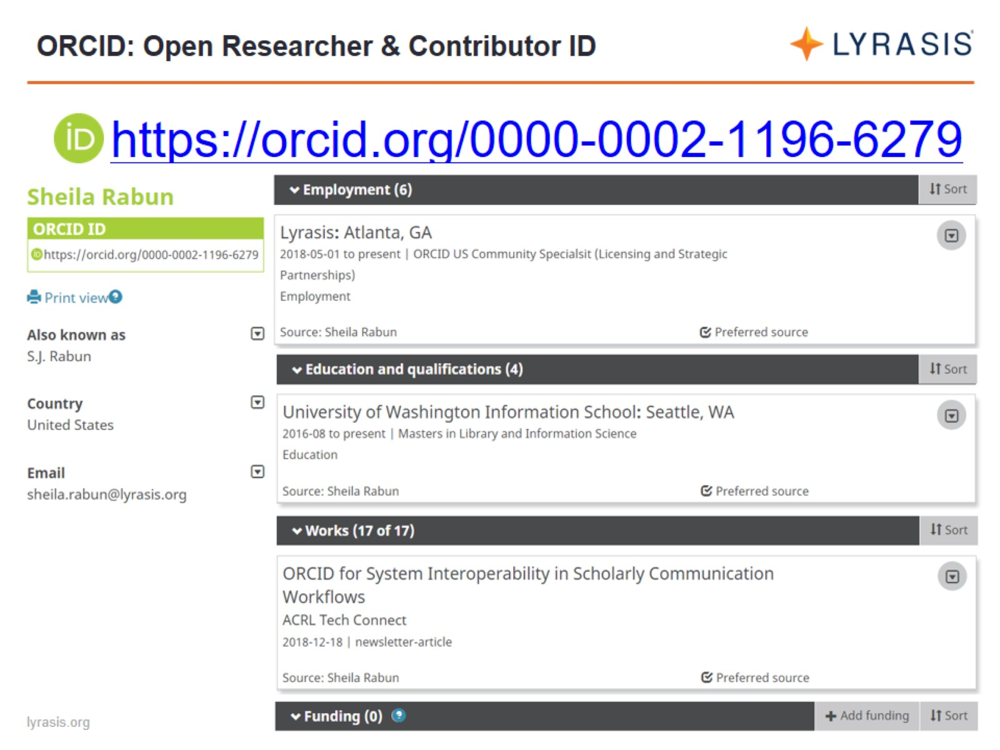 ORCID: Open Researcher & Contributor ID
LYRASIS
iD https://orcid.org/0000-0002-1196-6279
Sheila Rabun
ORCID ID
iD https://orcid.org/0000-0002-1196-6279
Print view ?
Also known as
S.J. Rabun
Country
United States
Email
sheila.rabun@lyrasis.org
Employment (6) Sort
Lyrasis: Atlanta, GA
2018-05-01 to present | ORCID US Community Specialsit (Licensing and Strategic
Partnerships)
Employment
Source: Sheila Rabun Preferred source
Education and qualifications (4) Sort
University of Washington Information School: Seattle, WA
2016-08 to present | Masters in Library and Information Science
Education
Source: Sheila Rabun Preferred source
Works (17 of 17) Sort
ORCID for System Interoperability in Scholarly Communication
Workflows
ACRL Tech Connect
2018-12-18 | newsletter-article
Source: Sheila Rabun Preferred source
Funding (0) ? Add funding Sort
lyrasis.org